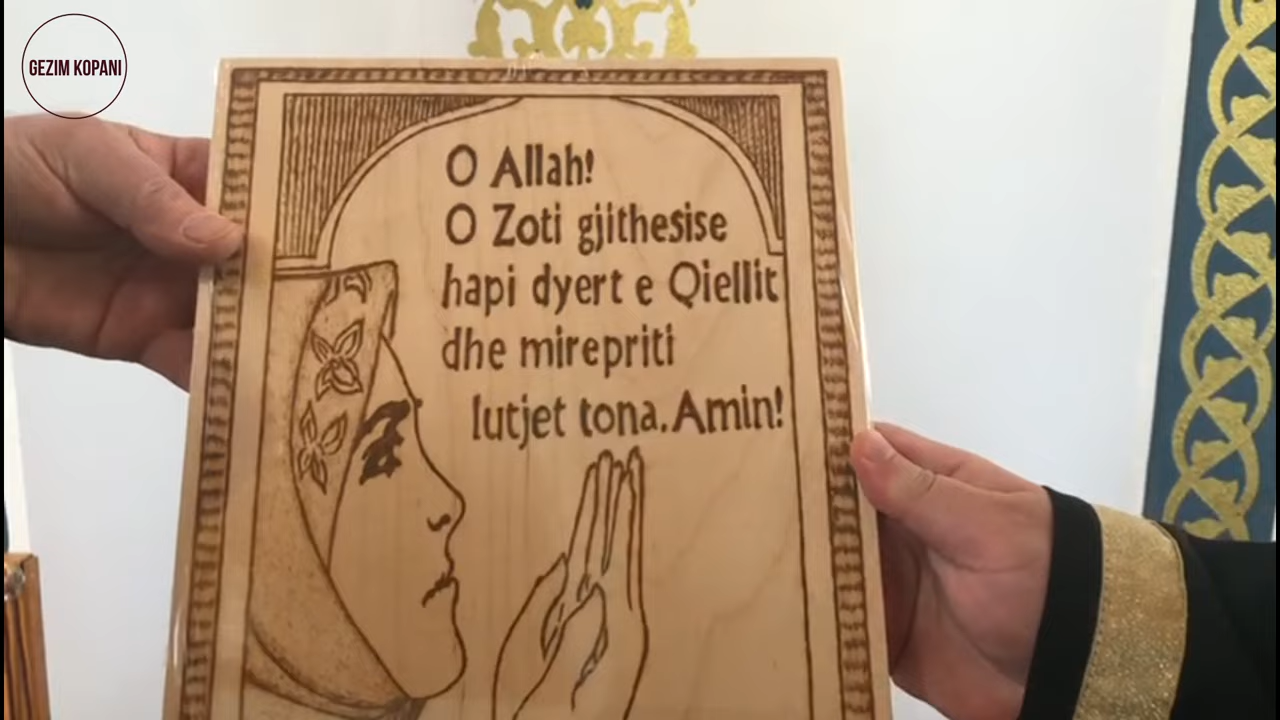 GEZIM KOPANI
O Allah!
O Zoti gjithesise
hapi dyert e Qiellit
dhe mirepriti
lutjet tona. Amin!